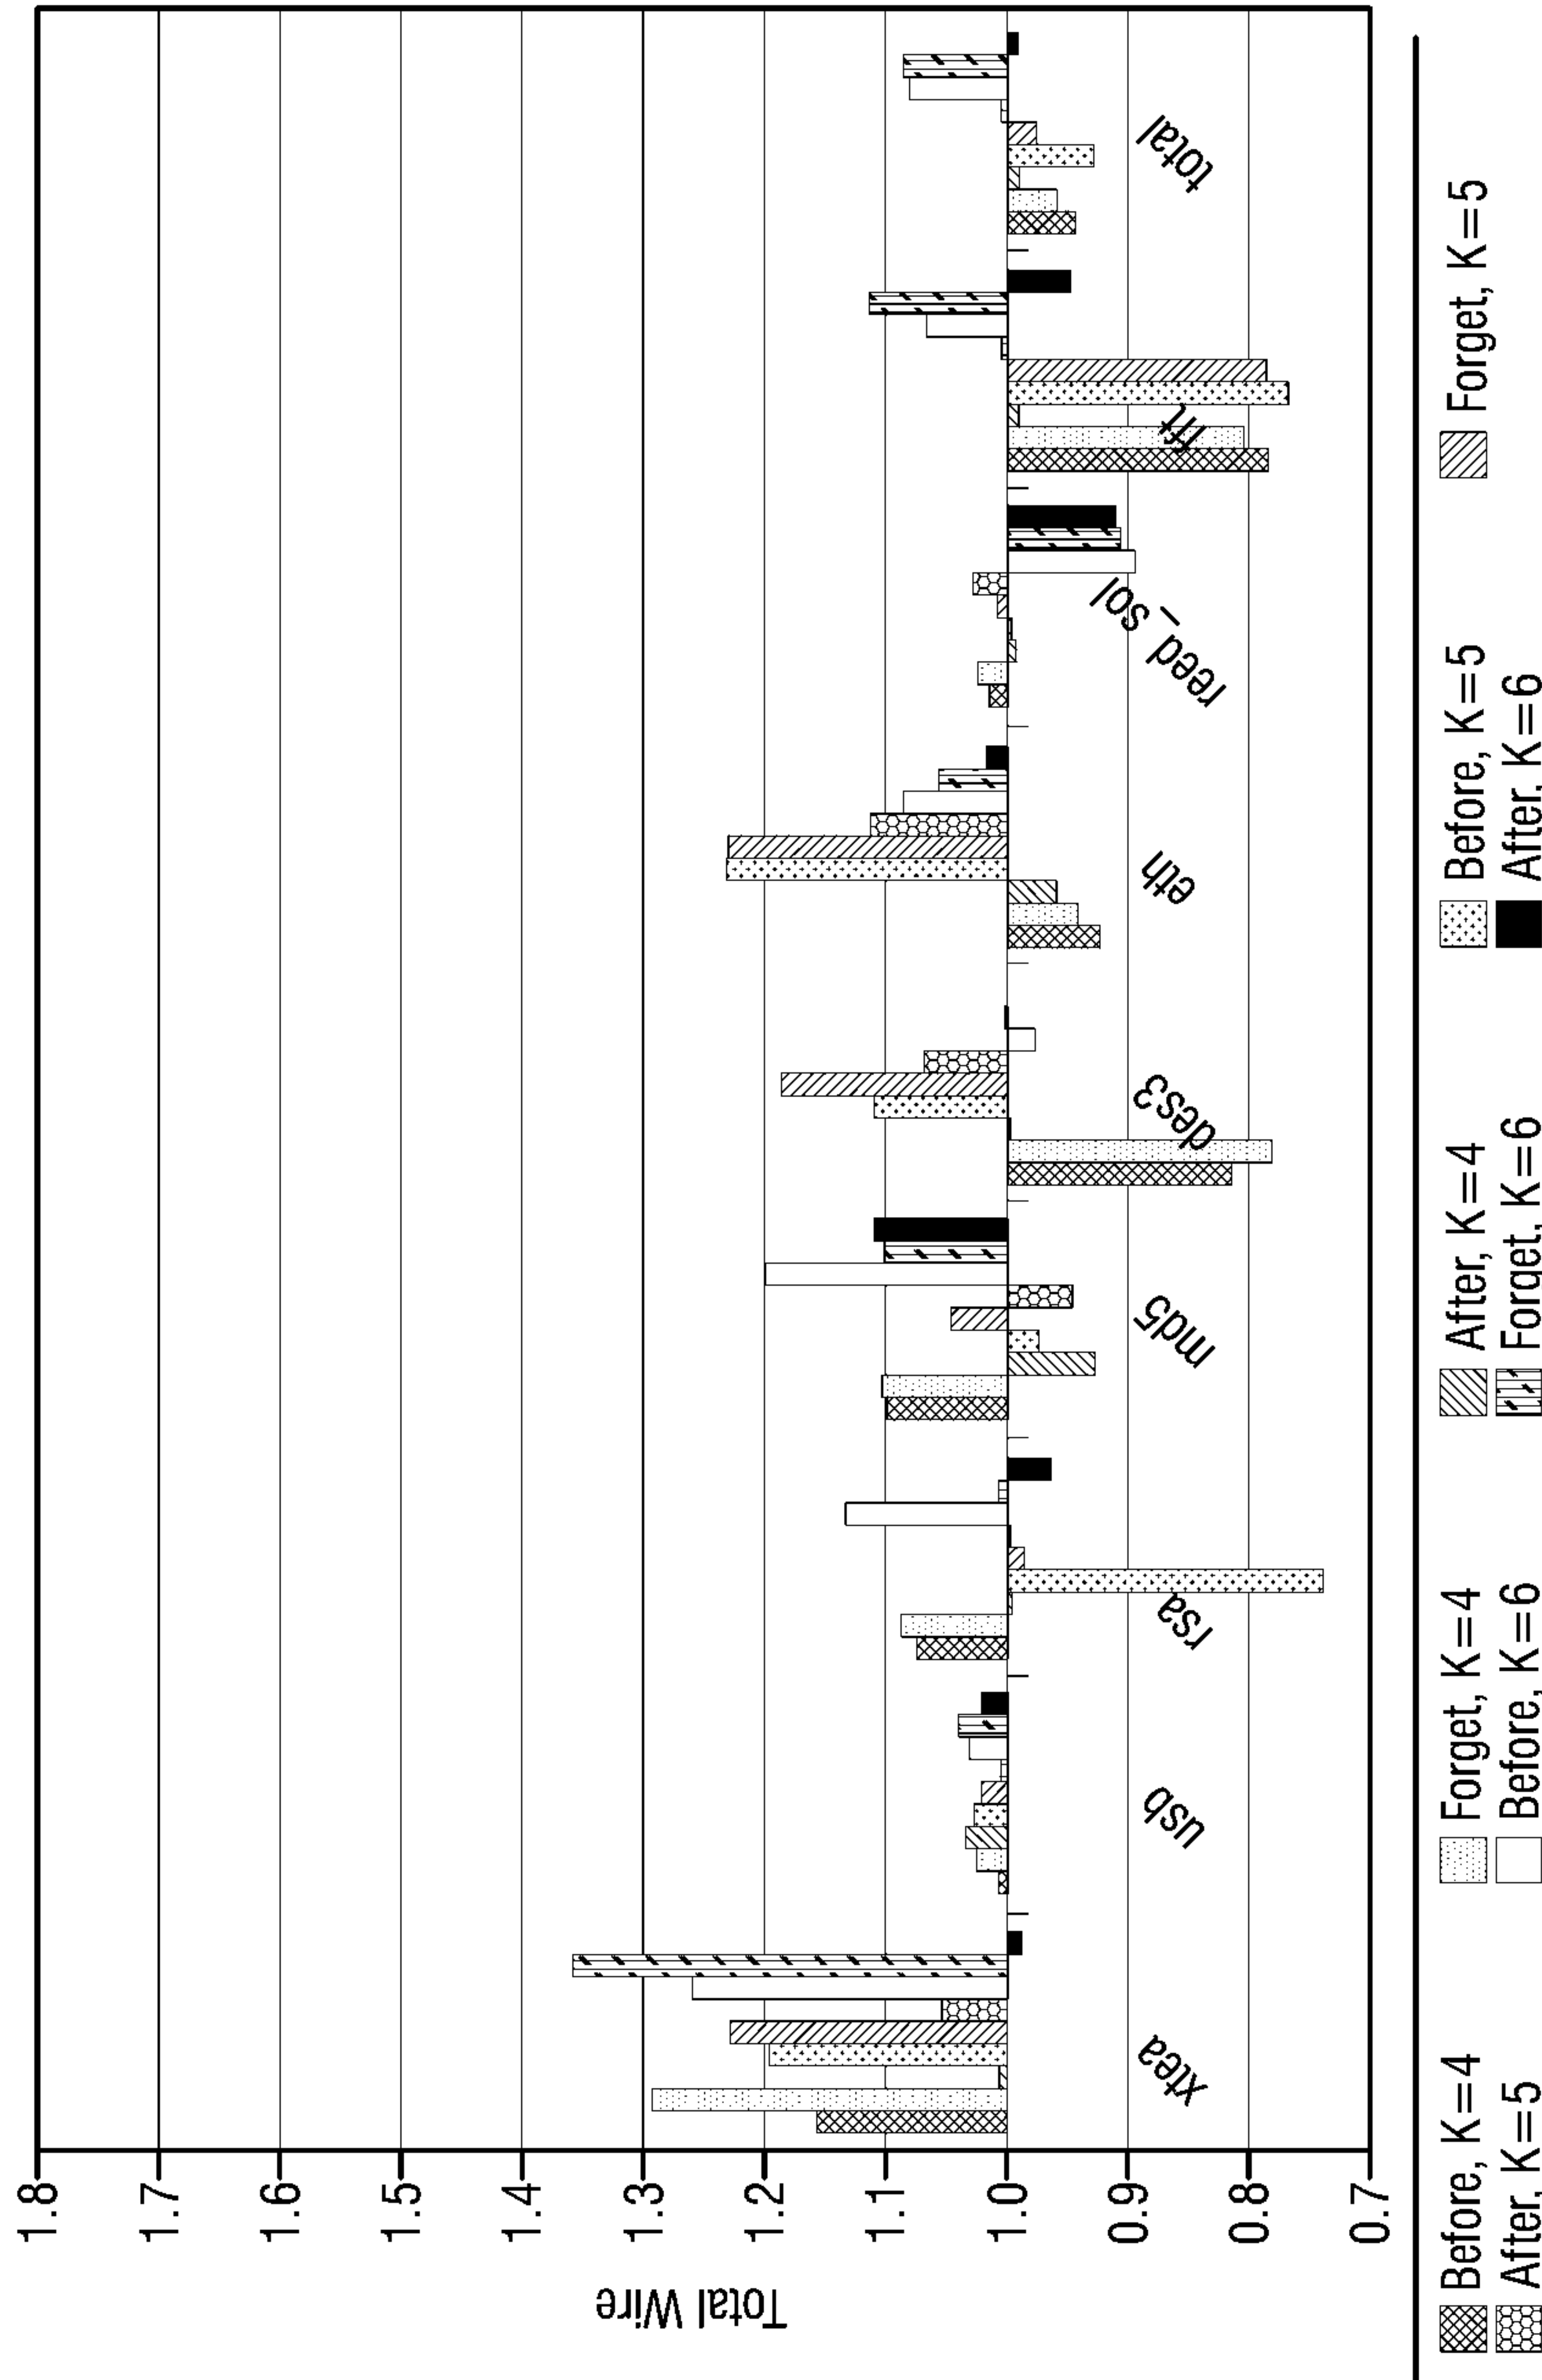 Total Wire
1.8
1.7
1.6
1.5
1.4
1.3
1.2
1.1
1.0
0.9
0.8
0.7
xtea
usb
rsa
md5
des3
eth
reed_sol
fft
total
Before, K=4
Forget, K=4
After, K=4
Before, K=5
Forget, K=5
After, K=5
Before, K=6
Forget, K=6
After, K=6